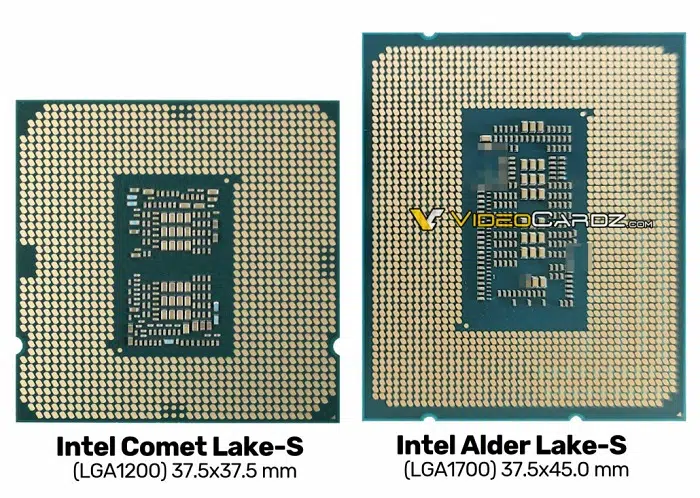 VIDEOCARDZ.COM
Intel Comet Lake-S
(LGA1200) 37.5x37.5 mm
Intel Alder Lake-S
(LGA1700) 37.5x45.0 mm